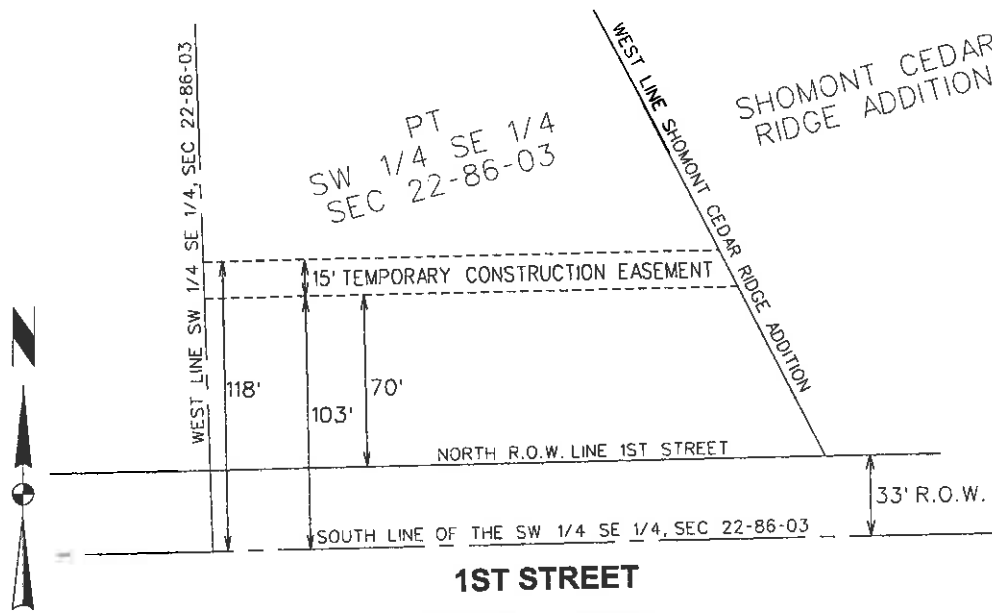 WEST LINE SW 1/4 SE 1/4, SEC 22-86-03
PT
SW 1/4 SE 1/4
SEC 22-86-03
WEST LINE SHOMONT CEDAR RIDGE ADDITION
SHOMONT CEDAR
RIDGE ADDITION
15' TEMPORARY CONSTRUCTION EASEMENT
N
118'
103'
70'
NORTH R.O.W. LINE 1ST STREET
33' R.O.W.
SOUTH LINE OF THE SW 1/4 SE 1/4, SEC 22-86-03
1ST STREET